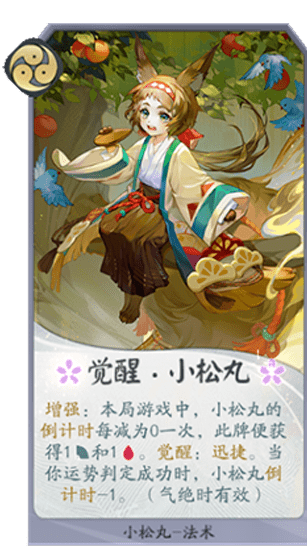 觉醒·小松丸
增强：本局游戏中，小松丸的
倒计时每减为0一次，此牌便获
得1和1。觉醒：迅捷。当
你运势判定成功时，小松丸倒
计时-1。（气绝时有效）
小松丸-法术